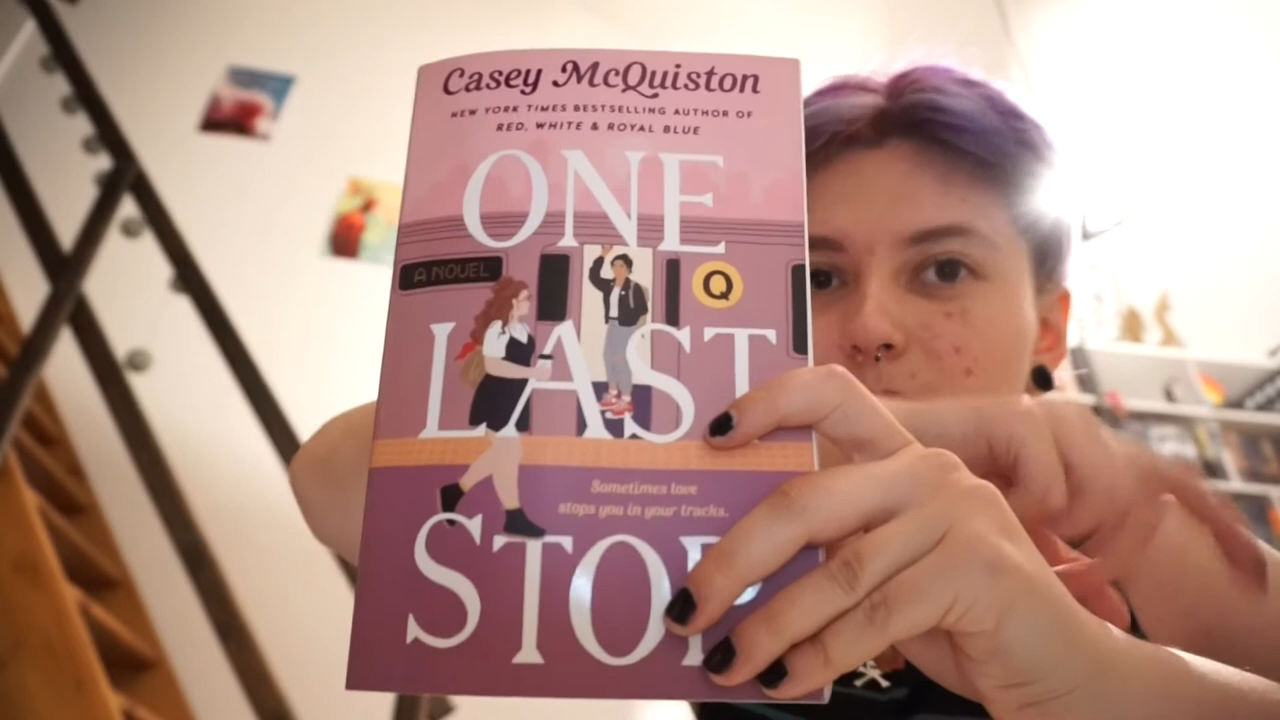 Casey McQuiston
NEW YORK TIMES BESTSELLING AUTHOR OF
RED, WHITE & ROYAL BLUE
ONE
A NOVEL
Q
LAST
Sometimes love
stops you in your tracks.
STOP